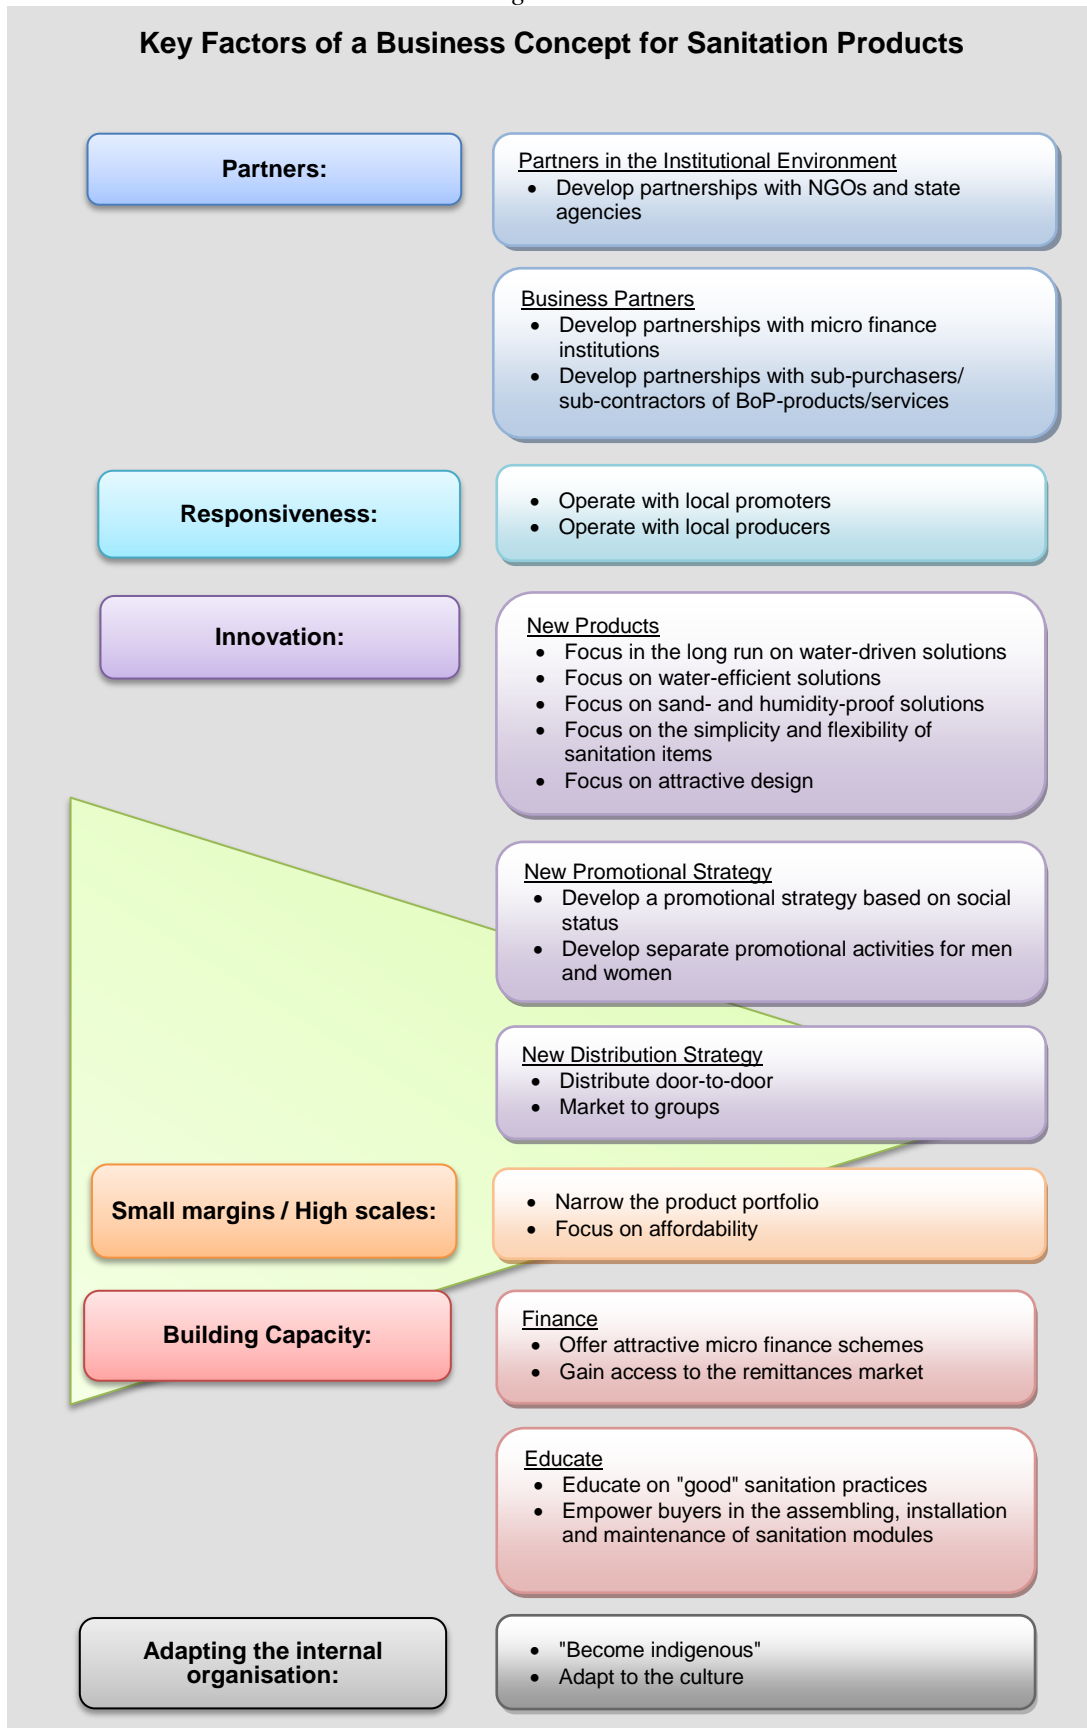 Key Factors of a Business Concept for Sanitation Products
Partners:
Partners in the Institutional Environment
• Develop partnerships with NGOs and state
agencies
Business Partners
• Develop partnerships with micro finance
institutions
• Develop partnerships with sub-purchasers/
sub-contractors of BoP-products/services
Responsiveness:
• Operate with local promoters
• Operate with local producers
Innovation:
New Products
• Focus in the long run on water-driven solutions
• Focus on water-efficient solutions
• Focus on sand- and humidity-proof solutions
• Focus on the simplicity and flexibility of
sanitation items
• Focus on attractive design
New Promotional Strategy
• Develop a promotional strategy based on social
status
• Develop separate promotional activities for men
and women
New Distribution Strategy
• Distribute door-to-door
• Market to groups
Small margins / High scales:
• Narrow the product portfolio
• Focus on affordability
Building Capacity:
Finance
• Offer attractive micro finance schemes
• Gain access to the remittances market
Educate
• Educate on "good" sanitation practices
• Empower buyers in the assembling, installation
and maintenance of sanitation modules
Adapting the internal
organisation:
• "Become indigenous"
• Adapt to the culture